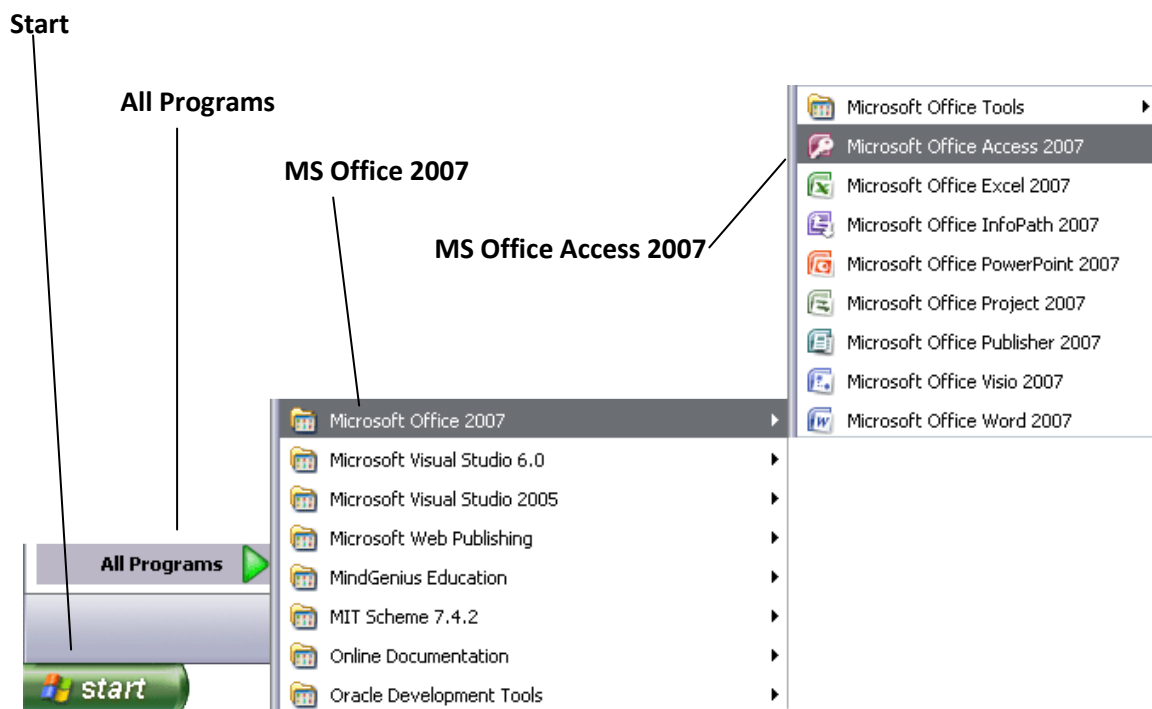 Start
All Programs
MS Office 2007
MS Office Access 2007
Microsoft Office Tools
Microsoft Office Access 2007
Microsoft Office Excel 2007
Microsoft Office InfoPath 2007
Microsoft Office PowerPoint 2007
Microsoft Office Project 2007
Microsoft Office Publisher 2007
Microsoft Office Visio 2007
Microsoft Office Word 2007
Microsoft Office 2007
Microsoft Visual Studio 6.0
Microsoft Visual Studio 2005
Microsoft Web Publishing
MindGenius Education
MIT Scheme 7.4.2
Online Documentation
Oracle Development Tools
All Programs
start